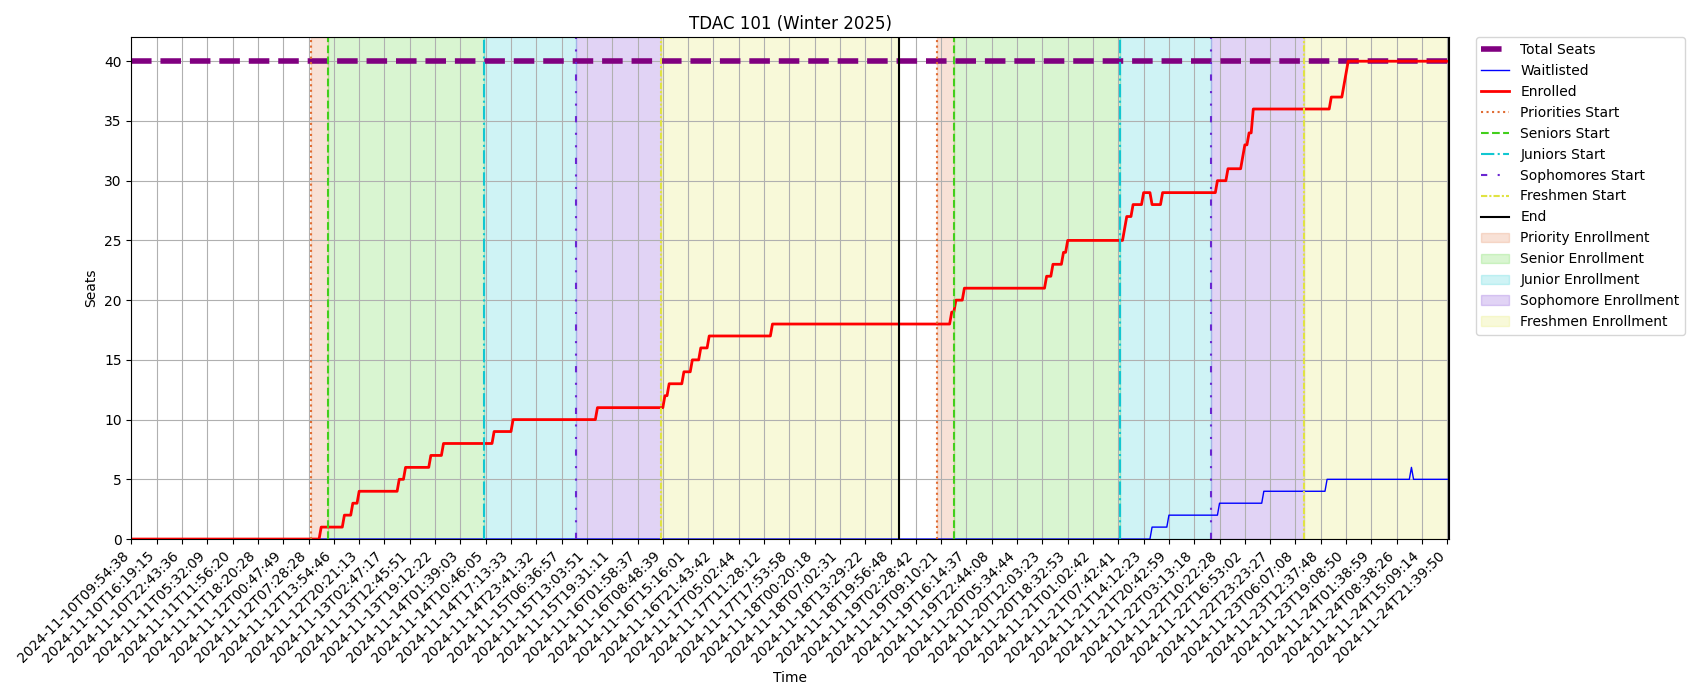 TDAC 101 (Winter 2025)
Seats
40
35
30
25
20
15
10
5
0
2024-11-10T09:54:38
2024-11-10T16:19:15
2024-11-10T22:43:36
2024-11-11T05:32:09
2024-11-11T11:56:20
2024-11-11T18:20:28
2024-11-12T00:47:49
2024-11-12T07:28:28
2024-11-12T13:54:46
2024-11-12T20:21:13
2024-11-13T02:47:17
2024-11-13T12:45:51
2024-11-13T19:12:22
2024-11-14T01:39:03
2024-11-14T10:46:05
2024-11-14T17:13:33
2024-11-14T23:41:32
2024-11-15T06:36:57
2024-11-15T13:03:51
2024-11-15T19:31:11
2024-11-16T01:58:37
2024-11-16T08:48:39
2024-11-16T15:16:01
2024-11-16T21:43:42
2024-11-17T05:02:44
2024-11-17T11:28:12
2024-11-17T17:53:58
2024-11-18T00:20:18
2024-11-18T07:02:31
2024-11-18T13:29:22
2024-11-18T19:56:48
2024-11-19T02:28:42
2024-11-19T09:10:21
2024-11-19T16:14:37
2024-11-19T22:44:08
2024-11-20T05:34:44
2024-11-20T12:03:23
2024-11-20T18:32:53
2024-11-21T01:02:42
2024-11-21T07:42:41
2024-11-21T14:12:23
2024-11-21T20:42:59
2024-11-22T03:13:18
2024-11-22T10:22:28
2024-11-22T16:53:02
2024-11-22T23:23:27
2024-11-23T06:07:08
2024-11-23T12:37:48
2024-11-23T19:08:50
2024-11-24T01:38:59
2024-11-24T08:38:26
2024-11-24T15:09:14
2024-11-24T21:39:50
Time
Total Seats
Waitlisted
Enrolled
Priorities Start
Seniors Start
Juniors Start
Sophomores Start
Freshmen Start
End
Priority Enrollment
Senior Enrollment
Junior Enrollment
Sophomore Enrollment
Freshmen Enrollment